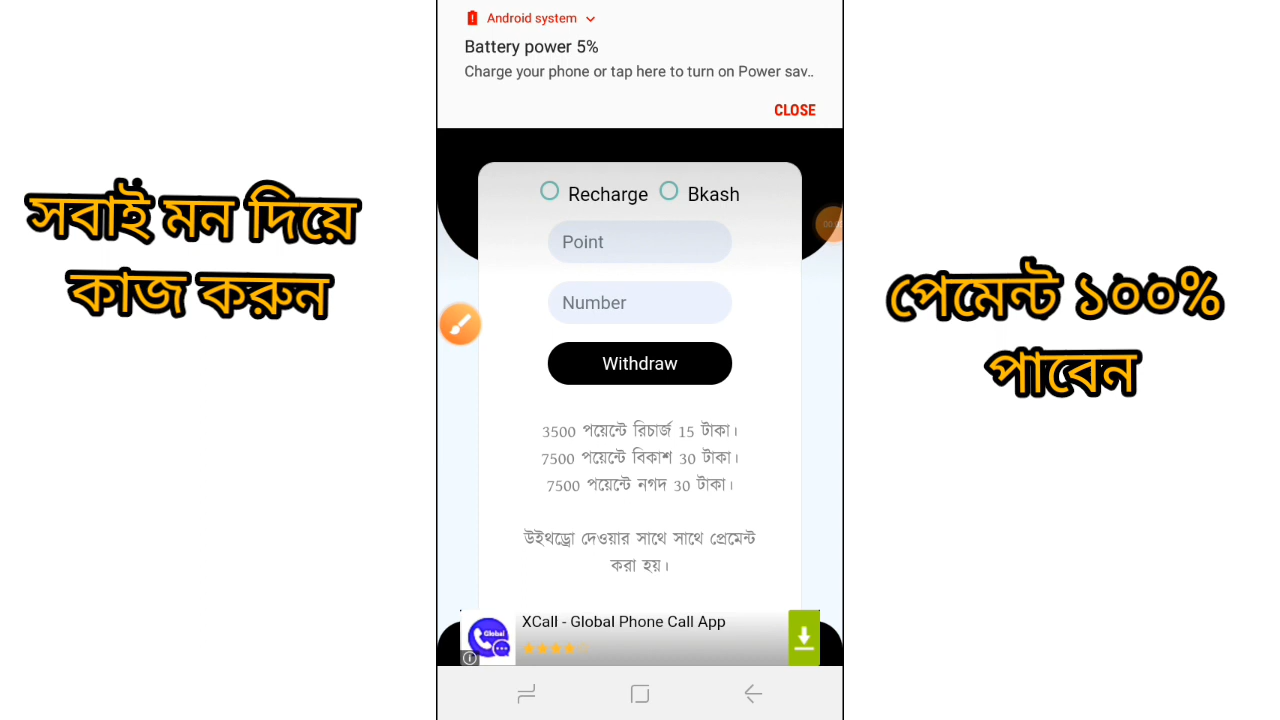 সবাই মন দিয়ে
কাজ করুন
Android system
Battery power 5%
Charge your phone or tap here to turn on Power sav..
CLOSE
Recharge Bkash
Point
Number
Withdraw
3500 পয়েন্টে রিচার্জ 15 টাকা।
7500 পয়েন্টে বিকাশ 30 টাকা।
7500 পয়েন্টে নগদ 30 টাকা।
উইথড্রো দেওয়ার সাথে সাথে প্রেমেন্ট
করা হয়।
Global
XCall - Global Phone Call App
পেমেন্ট ১০০%
পাবেন